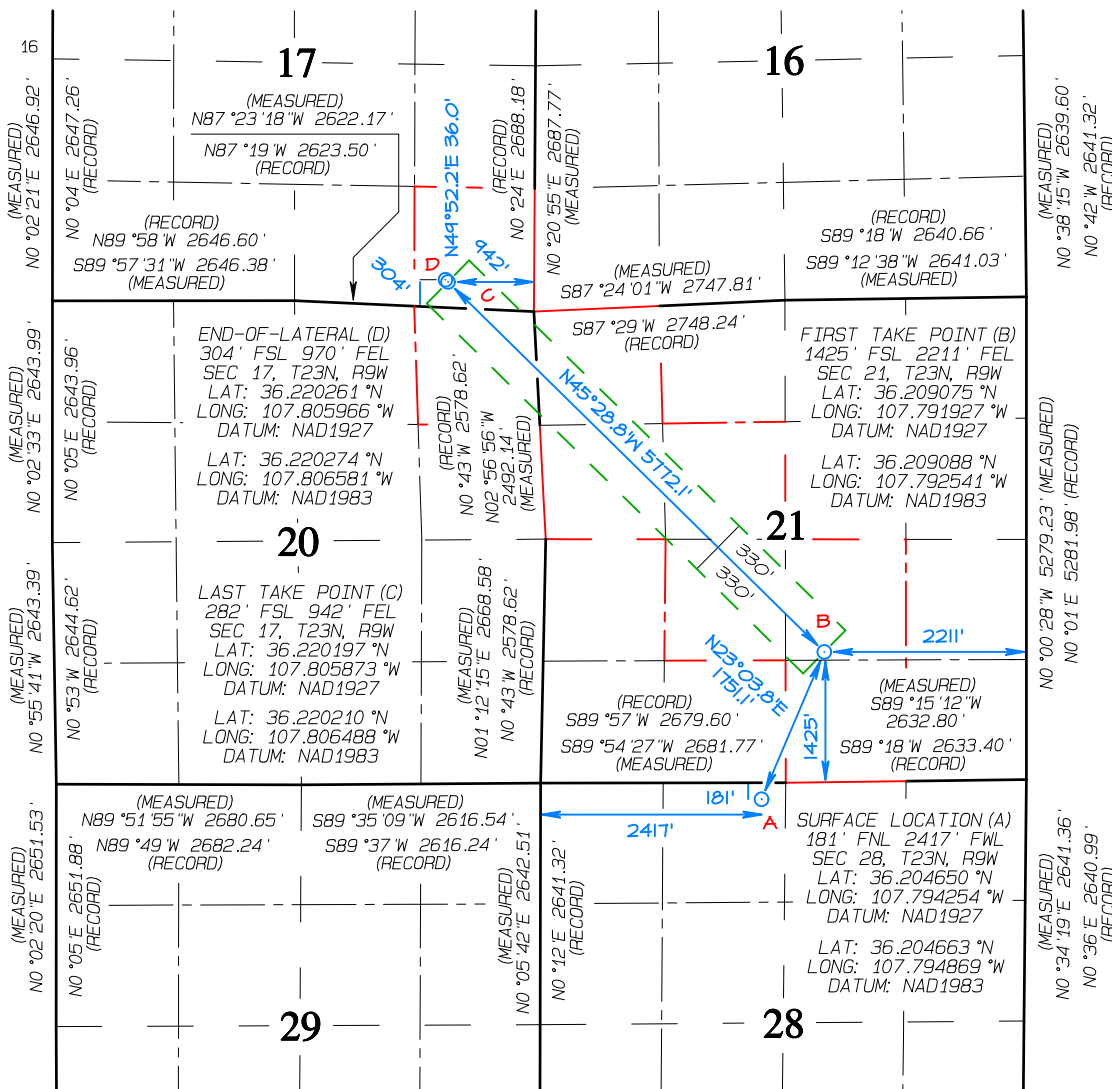 16
17
16
(MEASURED)
N0 °02'21"E 2646.92'
N0 °04'E 2647.26'
(RECORD)
(MEASURED)
N87 °23'18"W 2622.17'
N87 °19'W 2623.50'
(RECORD)
(RECORD)
N89 °58'W 2646.60'
S89 °57'31"W 2646.38'
(MEASURED)
N49°52.2'E 36.0'
(RECORD)
N0 °24'E 2688.18'
N0 °20'55"E 2687.77'
(MEASURED)
(RECORD)
S89 °18'W 2640.66'
S89 °12'38"W 2641.03'
(MEASURED)
(MEASURED)
N0 °38'15"W 2639.60'
N0 °42'W 2641.32'
(RECORD)
304'
D
942'
C
(MEASURED)
S87 °24'01"W 2747.81'
S87 °29'W 2748.24'
(RECORD)
(MEASURED)
N0 °02'33"E 2643.99'
N0 °05'E 2643.96'
(RECORD)
END-OF-LATERAL (D)
304' FSL 970' FEL
SEC 17, T23N, R9W
LAT: 36.220261 °N
LONG: 107.805966 °W
DATUM: NAD1927
LAT: 36.220274 °N
LONG: 107.806581 °W
DATUM: NAD1983
(RECORD)
N0 °43'W 2578.62'
N02 °56'56"W
2492.14'
(MEASURED)
N45°28.8'W 5772.1'
FIRST TAKE POINT (B)
1425' FSL 2211' FEL
SEC 21, T23N, R9W
LAT: 36.209075 °N
LONG: 107.791927 °W
DATUM: NAD1927
LAT: 36.209088 °N
LONG: 107.792541 °W
DATUM: NAD1983
20
21
330'
330'
N0 °00'28"W 5279.23'(MEASURED)
N0 °01'E 5281.98'(RECORD)
(MEASURED)
N0 °55'41"W 2643.39'
N0 °53'W 2644.62'
(RECORD)
LAST TAKE POINT (C)
282' FSL 942' FEL
SEC 17, T23N, R9W
LAT: 36.220197 °N
LONG: 107.805873 °W
DATUM: NAD1927
LAT: 36.220210 °N
LONG: 107.806488 °W
DATUM: NAD1983
(MEASURED)
N01 °12'15"E 2668.58'
N0 °43'W 2578.62'
(RECORD)
B
2211'
N23°03.8'E
1751.1'
1425'
(RECORD)
S89 °57'W 2679.60'
S89 °54'27"W 2681.77'
(MEASURED)
(MEASURED)
S89 °15'12"W
2632.80'
S89 °18'W 2633.40'
(RECORD)
181'
A
2417'
(MEASURED)
N89 °51'55"W 2680.65'
N89 °49'W 2682.24'
(RECORD)
(MEASURED)
S89 °35'09"W 2616.54'
S89 °37'W 2616.24'
(RECORD)
(MEASURED)
N0 °02'20"E 2651.53'
N0 °05'E 2651.88'
(RECORD)
(MEASURED)
N0 °05'42"E 2642.51'
N0 °12'E 2641.32'
(RECORD)
SURFACE LOCATION (A)
181' FNL 2417' FWL
SEC 28, T23N, R9W
LAT: 36.204650 °N
LONG: 107.794254 °W
DATUM: NAD1927
LAT: 36.204663 °N
LONG: 107.794869 °W
DATUM: NAD1983
(MEASURED)
N0 °34'19"E 2641.36'
N0 °36'E 2640.99'
(RECORD)
29
28